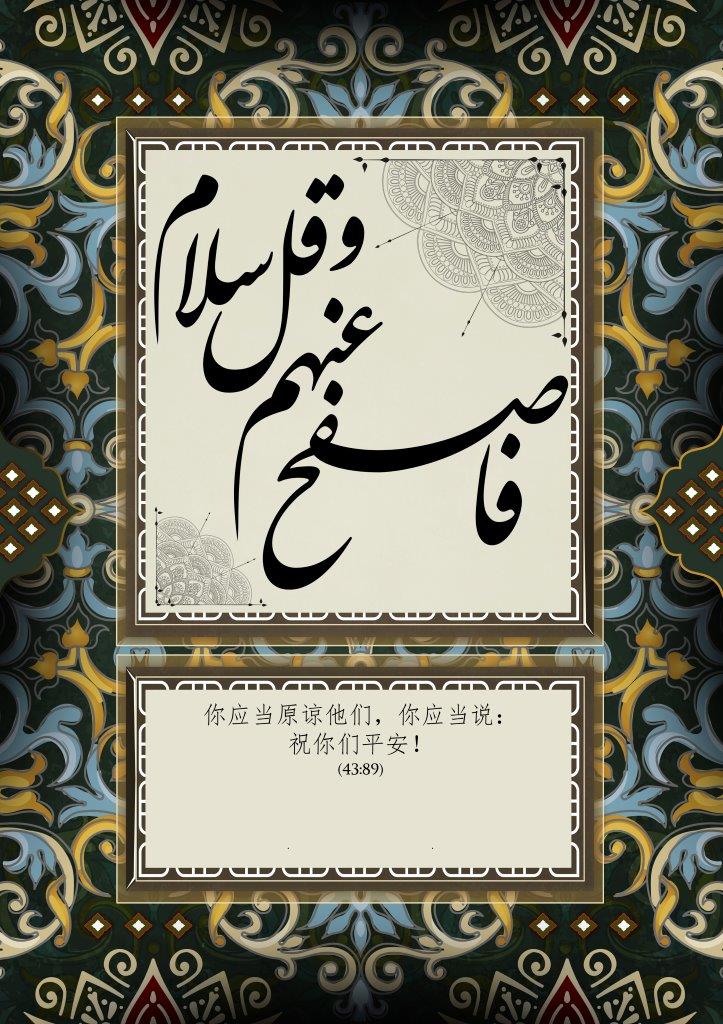 فاصفح عنهم
وقل سلام
你应当原谅他们，你应当说：
祝你们平安！
(43:89)